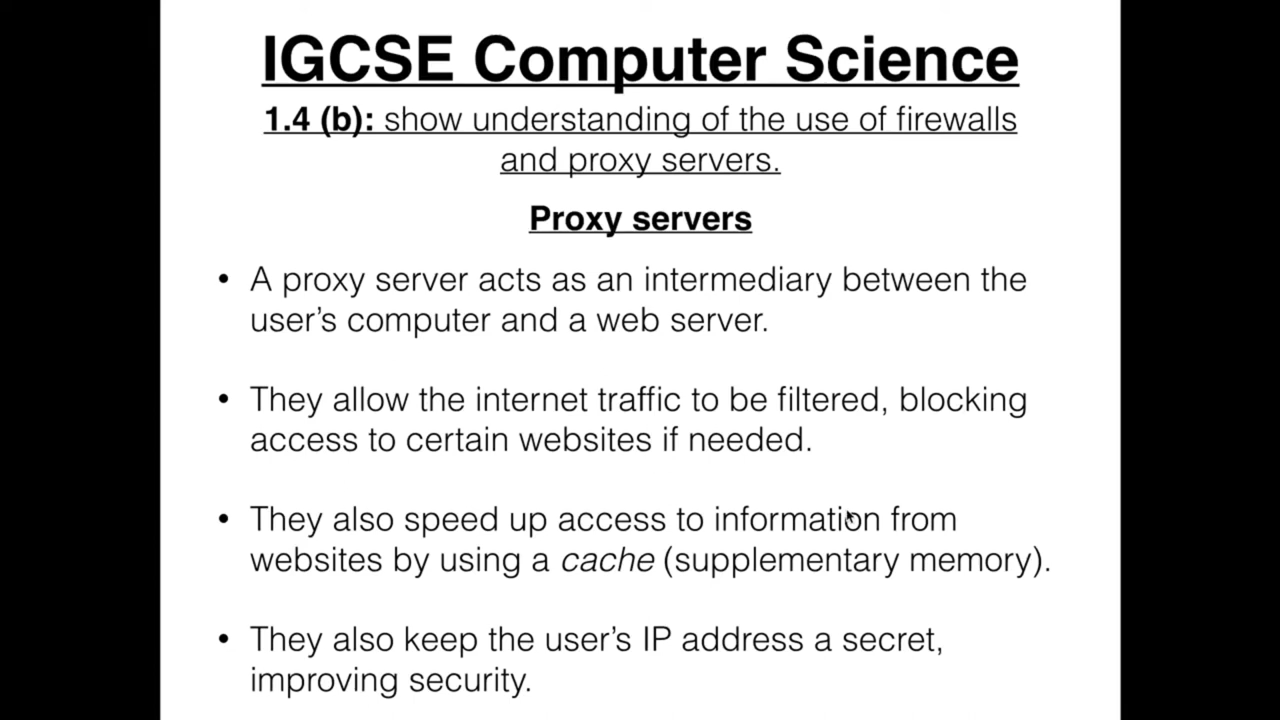 IGCSE Computer Science
1.4 (b): show understanding of the use of firewalls
and proxy servers.
Proxy servers
• A proxy server acts as an intermediary between the
user’s computer and a web server.
• They allow the internet traffic to be filtered, blocking
access to certain websites if needed.
• They also speed up access to information from
websites by using a cache (supplementary memory).
• They also keep the user’s IP address a secret,
improving security.